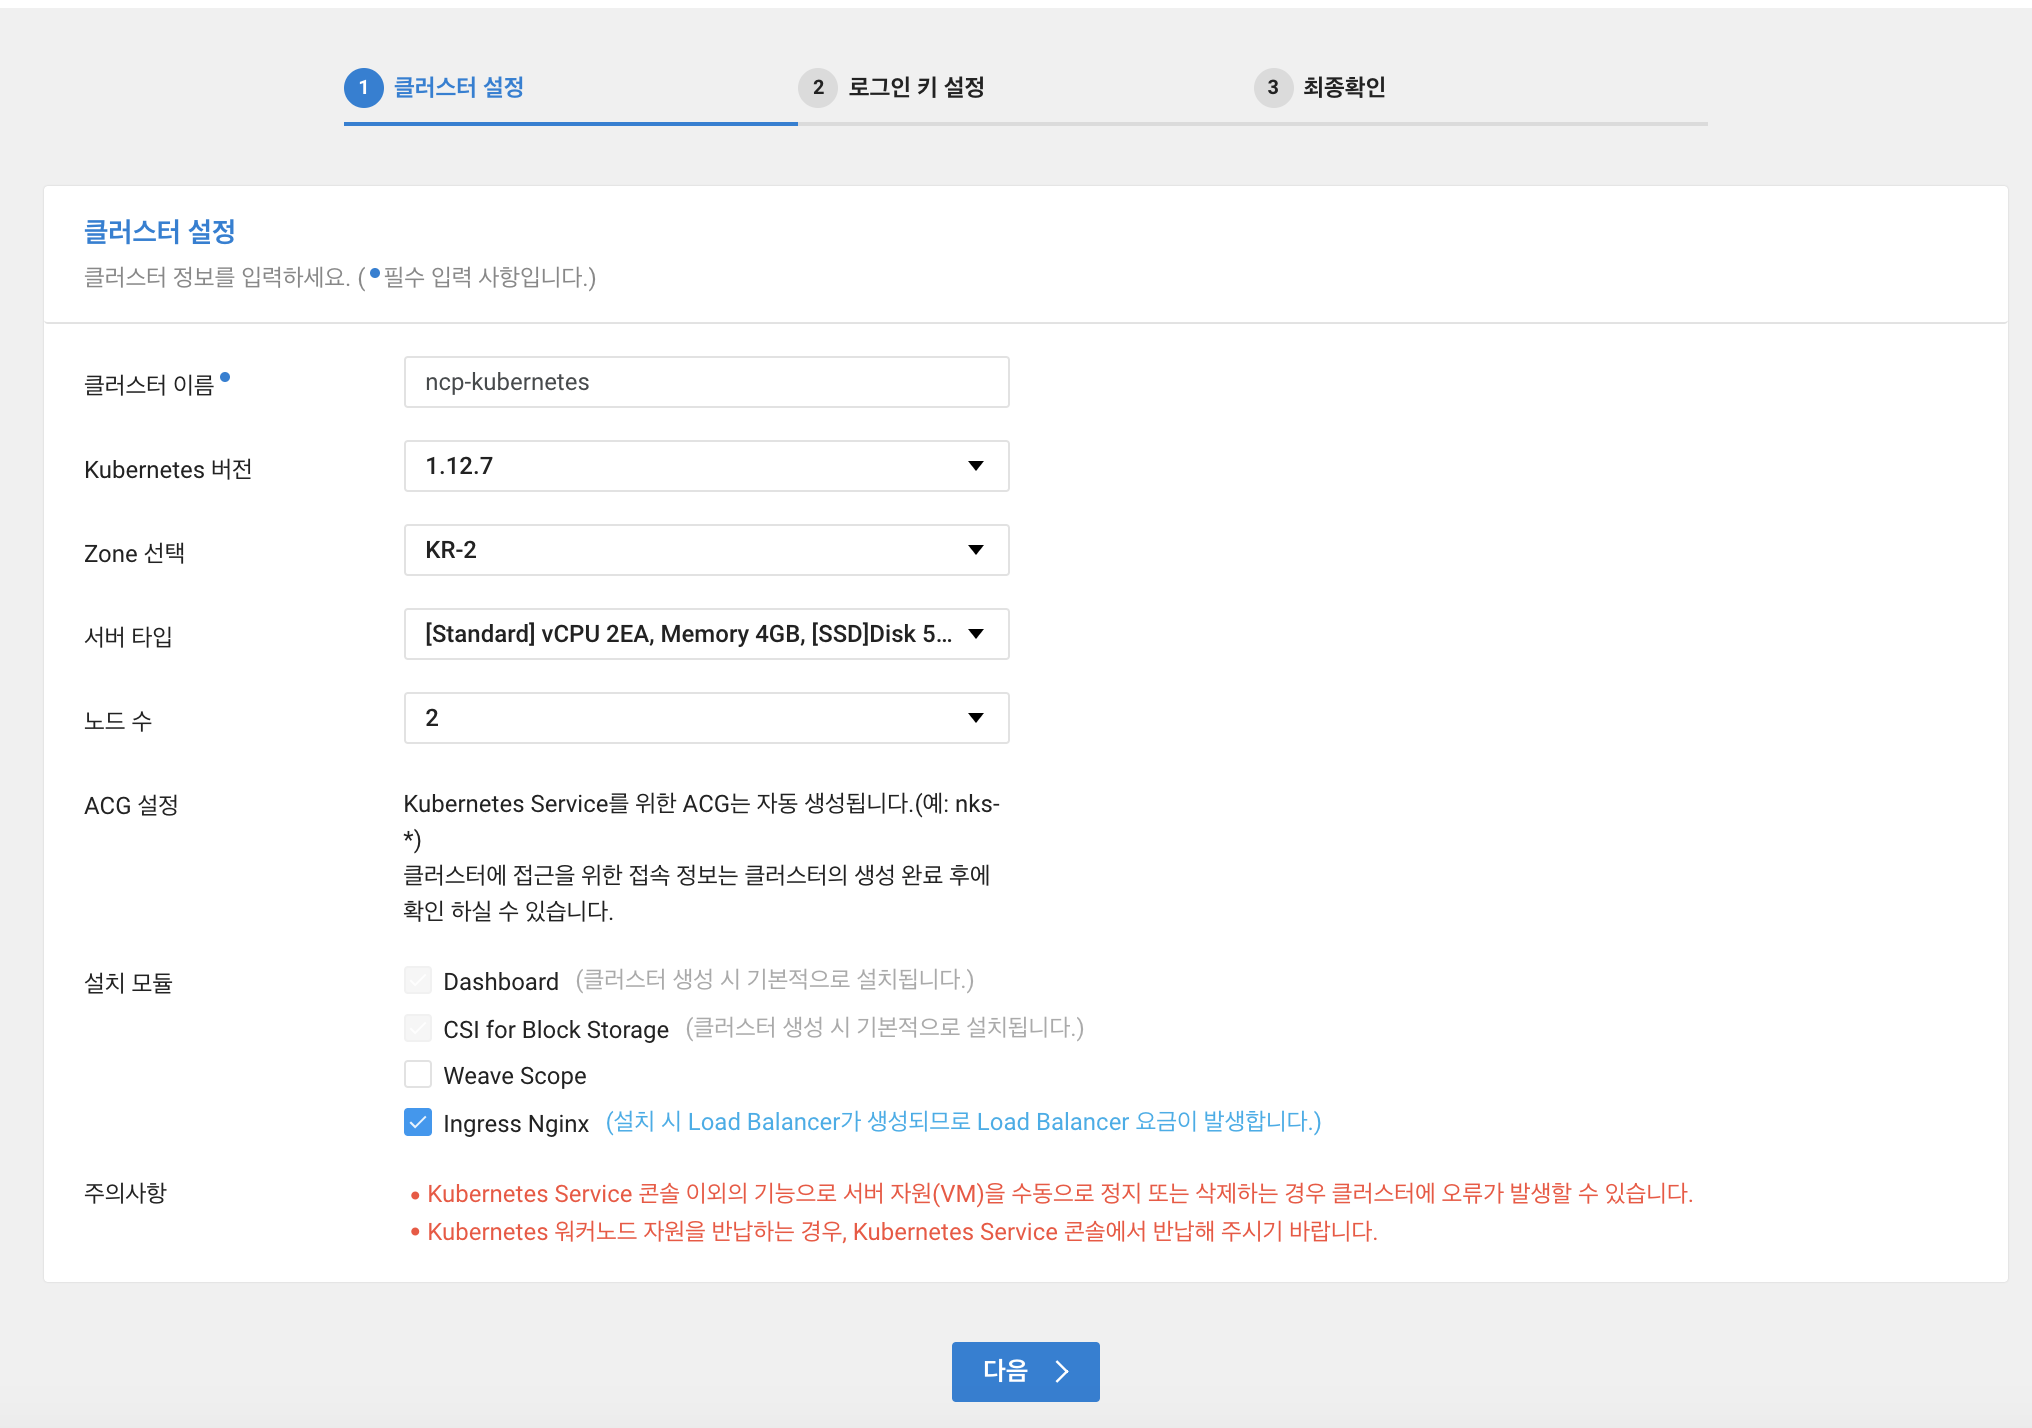 1 클러스터 설정
2 로그인 키 설정
3 최종확인
클러스터 설정
클러스터 정보를 입력하세요. (●필수 입력 사항입니다.)
클러스터 이름●
ncp-kubernetes
Kubernetes 버전
1.12.7
Zone 선택
KR-2
서버 타입
[Standard] vCPU 2EA, Memory 4GB, [SSD]Disk 5...
노드 수
2
ACG 설정
Kubernetes Service를 위한 ACG는 자동 생성됩니다.(예: nks-
*)
클러스터에 접근을 위한 접속 정보는 클러스터의 생성 완료 후에
확인 하실 수 있습니다.
설치 모듈
Dashboard (클러스터 생성 시 기본적으로 설치됩니다.)
CSI for Block Storage (클러스터 생성 시 기본적으로 설치됩니다.)
Weave Scope
Ingress Nginx (설치 시 Load Balancer가 생성되므로 Load Balancer 요금이 발생합니다.)
주의사항
• Kubernetes Service 콘솔 이외의 기능으로 서버 자원(VM)을 수동으로 정지 또는 삭제하는 경우 클러스터에 오류가 발생할 수 있습니다.
• Kubernetes 워커노드 자원을 반납하는 경우, Kubernetes Service 콘솔에서 반납해 주시기 바랍니다.
다음 >